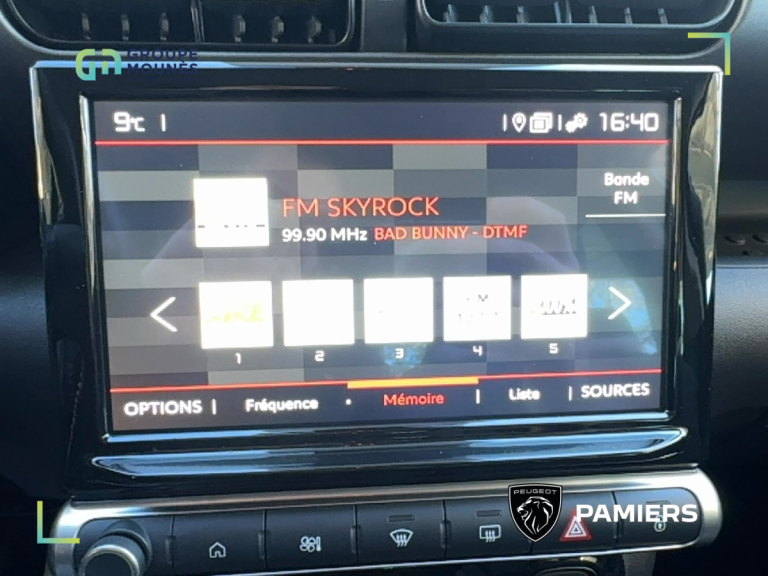 GROUPE
MOUNÈS
9°C
16:40
Bande
FM
FM SKYROCK
99.90 MHz BAD BUNNY - DTMF
1 2 3 4 5
OPTIONS Fréquence Mémoire Liste SOURCES
PEUGEOT
PAMIERS